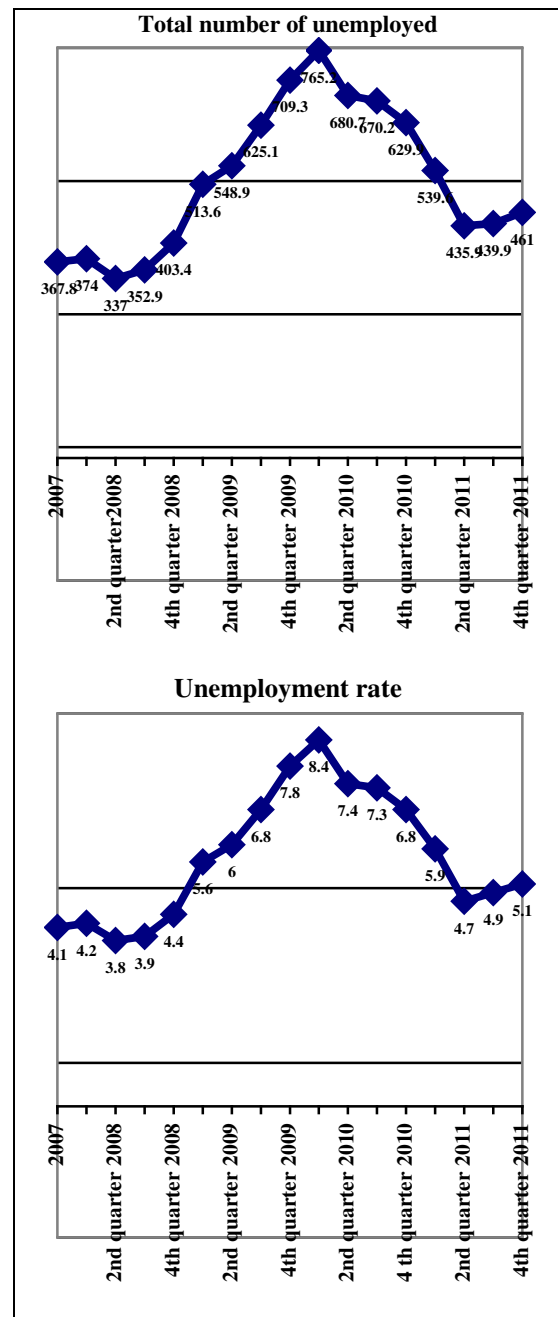 Total number of unemployed
367.8
374
337
352.9
403.4
513.6
548.9
625.1
709.3
765.2
680.7
670.2
629.9
539.6
435.9
439.9
461
2007
2nd quarter2008
4th quarter 2008
2nd quarter 2009
4th quarter 2009
2nd quarter 2010
4th quarter 2010
2nd quarter 2011
4th quarter 2011
Unemployment rate
4.1
4.2
3.8
3.9
4.4
5.6
6
6.8
7.8
8.4
7.4
7.3
6.8
5.9
4.7
4.9
5.1
2007
2nd quarter 2008
4th quarter 2008
2nd quarter 2009
4th quarter 2009
2nd quarter 2010
4 th quarter 2010
2nd quarter 2011
4th quarter 2011